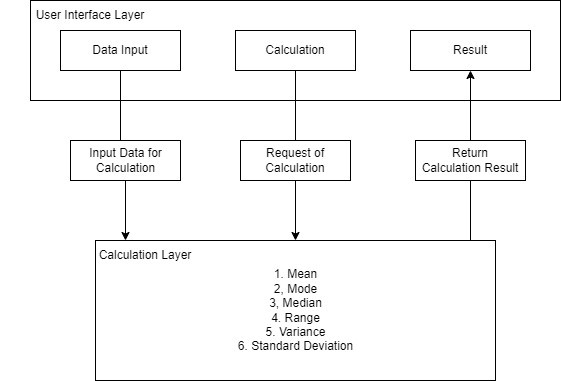 User Interface Layer
Data Input
Calculation
Result
Input Data for
Calculation
Request of
Calculation
Return
Calculation Result
Calculation Layer
1. Mean
2, Mode
3, Median
4. Range
5. Variance
6. Standard Deviation